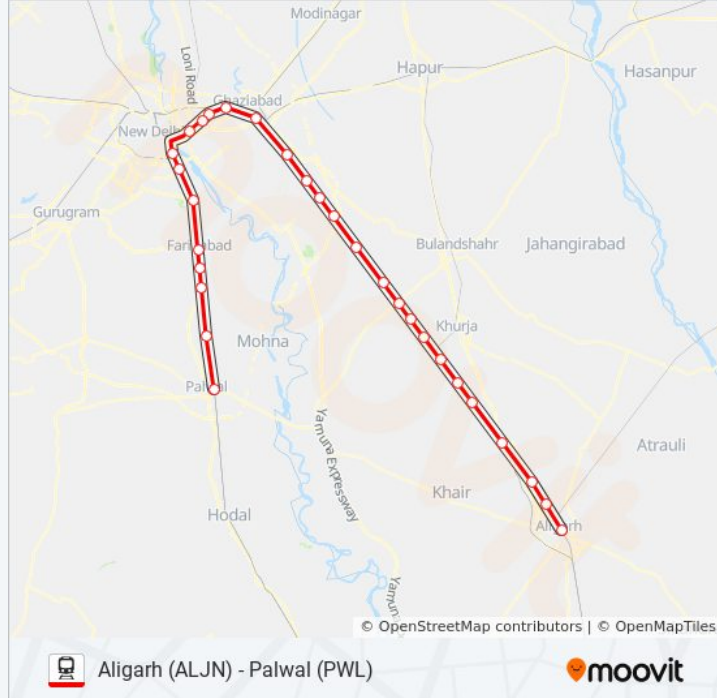 Modinagar
Loni Road
Hapur
Hasanpur
Ghaziabad
New Delhi
Gurugram
Faridabad
Bulandshahr
Jahangirabad
Khurja
Mohna
Palwal
Yamuna Expressway
Atrauli
Khair
Hodal
Aligarh
Yamuna
© OpenStreetMap contributors | © OpenMapTiles
Aligarh (ALJN) - Palwal (PWL)
moovit